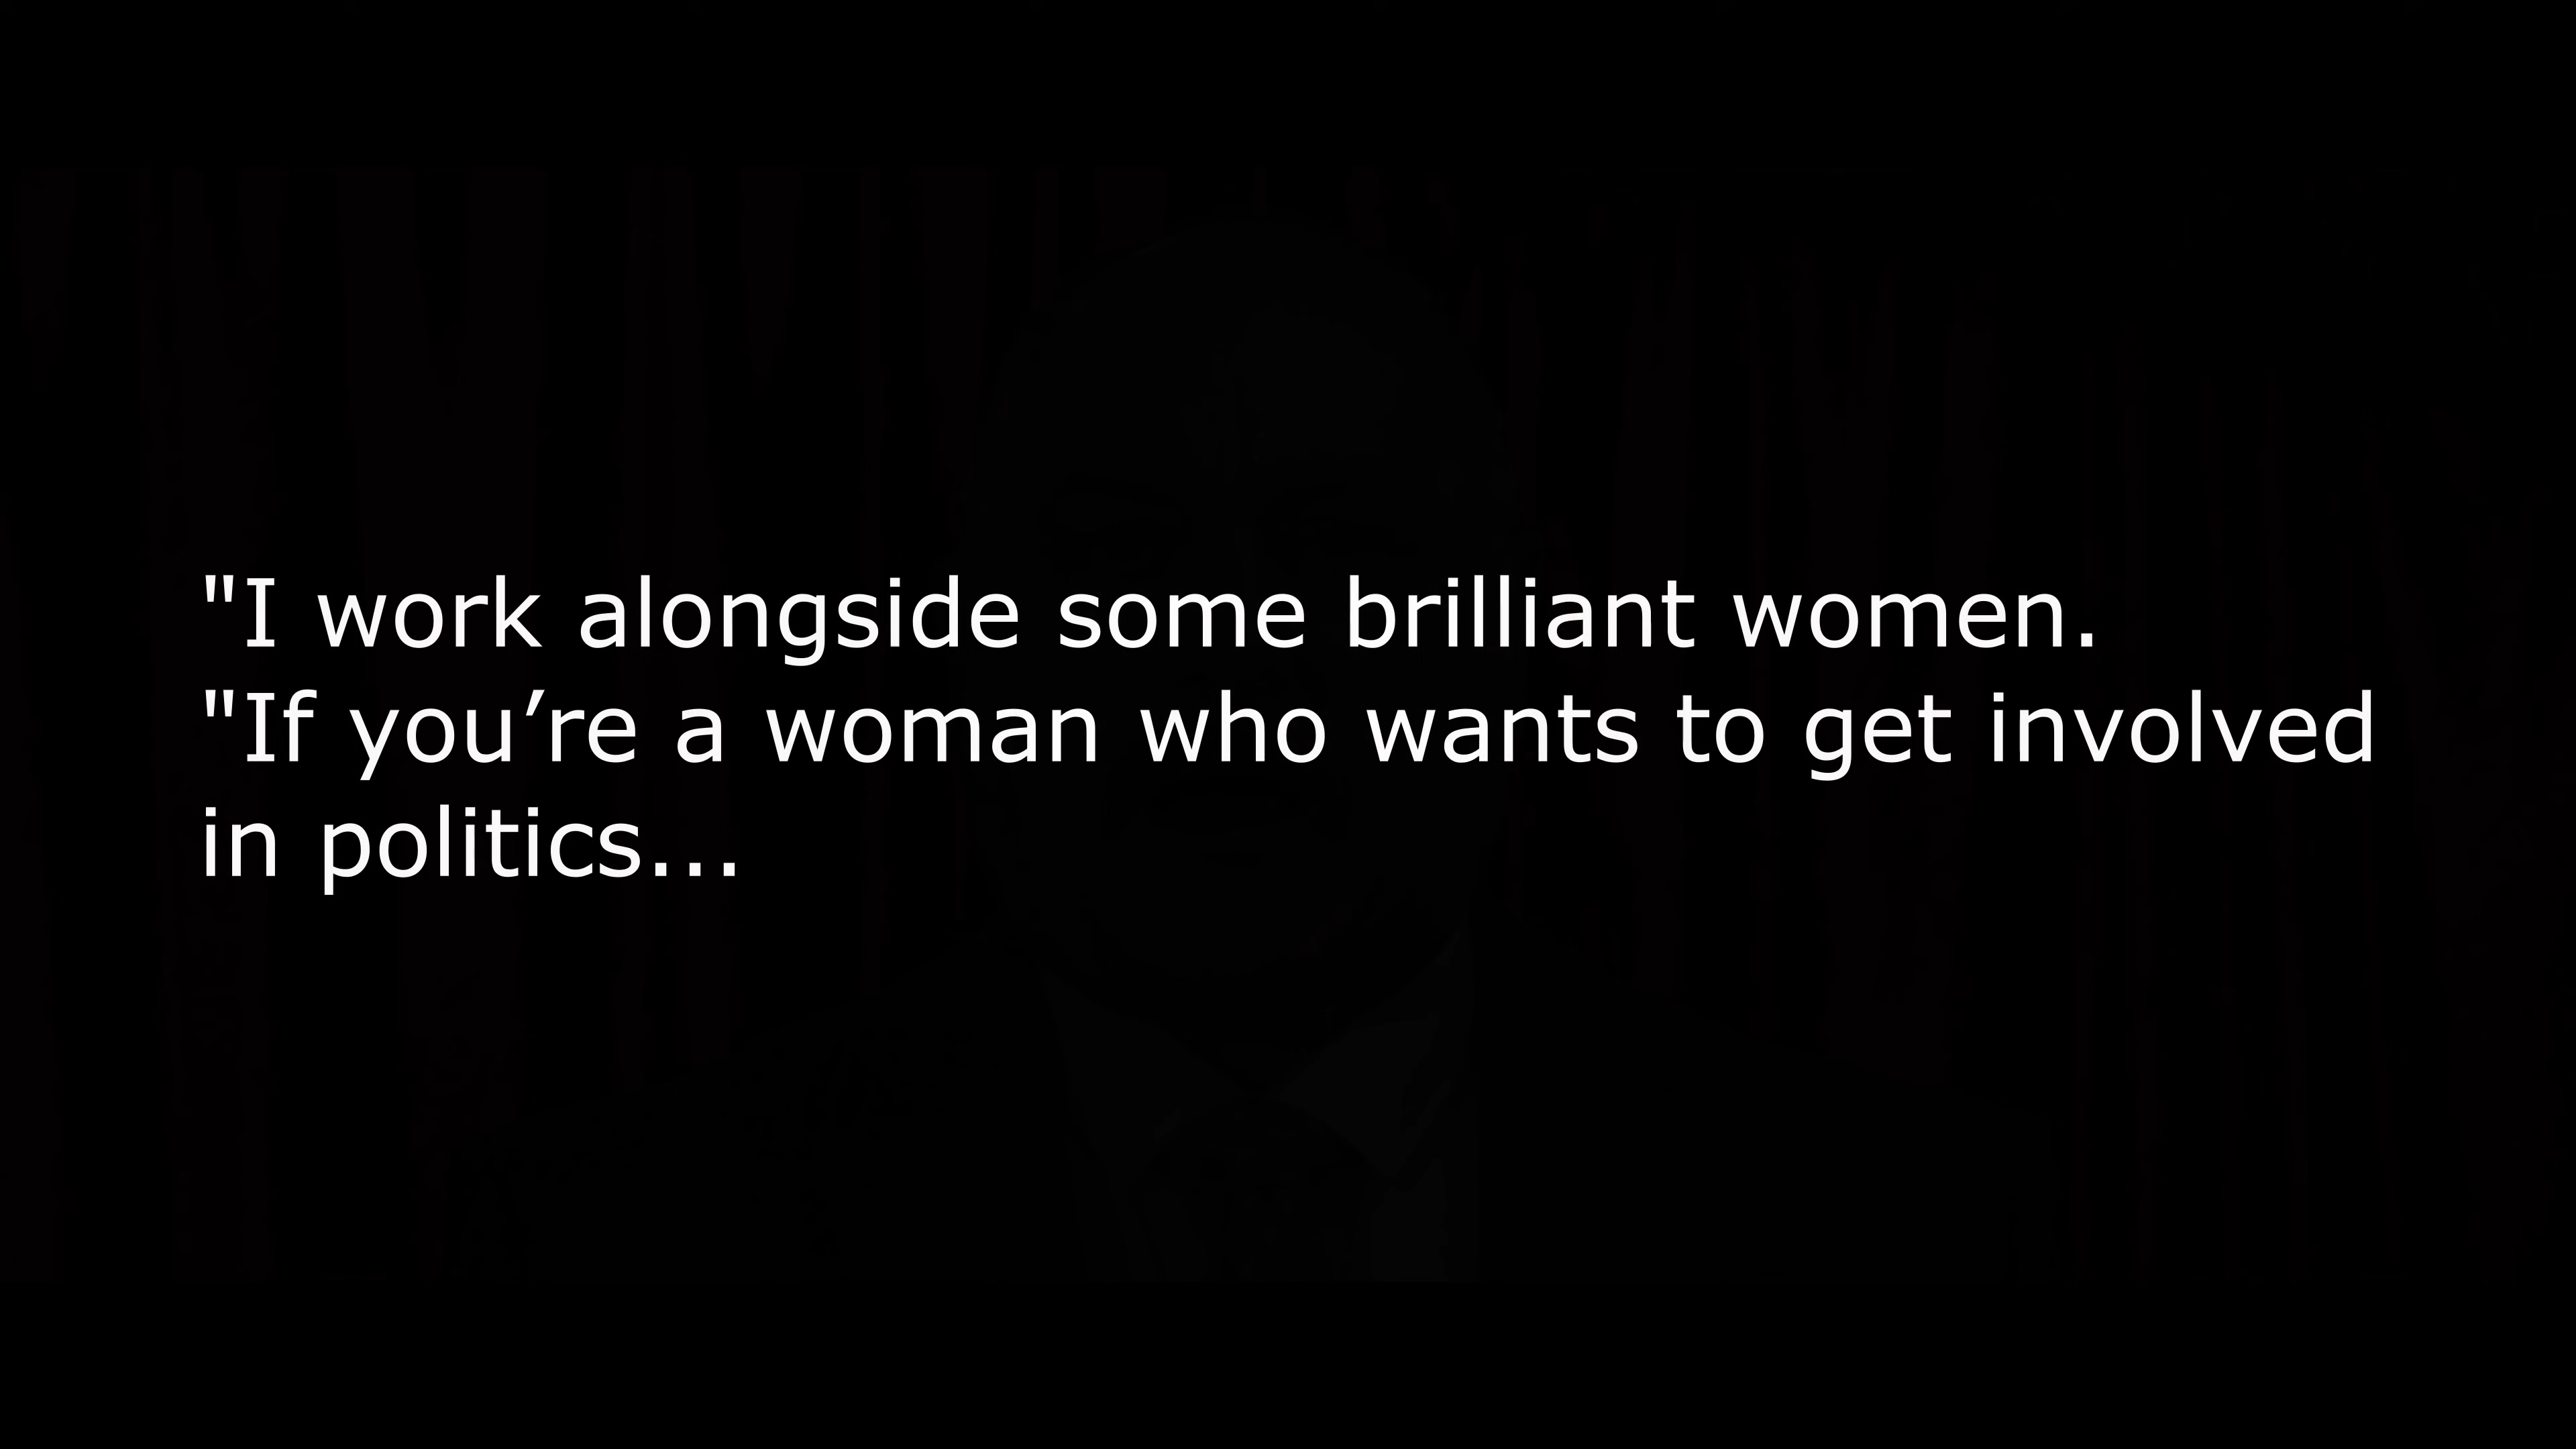 "I work alongside some brilliant women.
"If you’re a woman who wants to get involved
in politics...